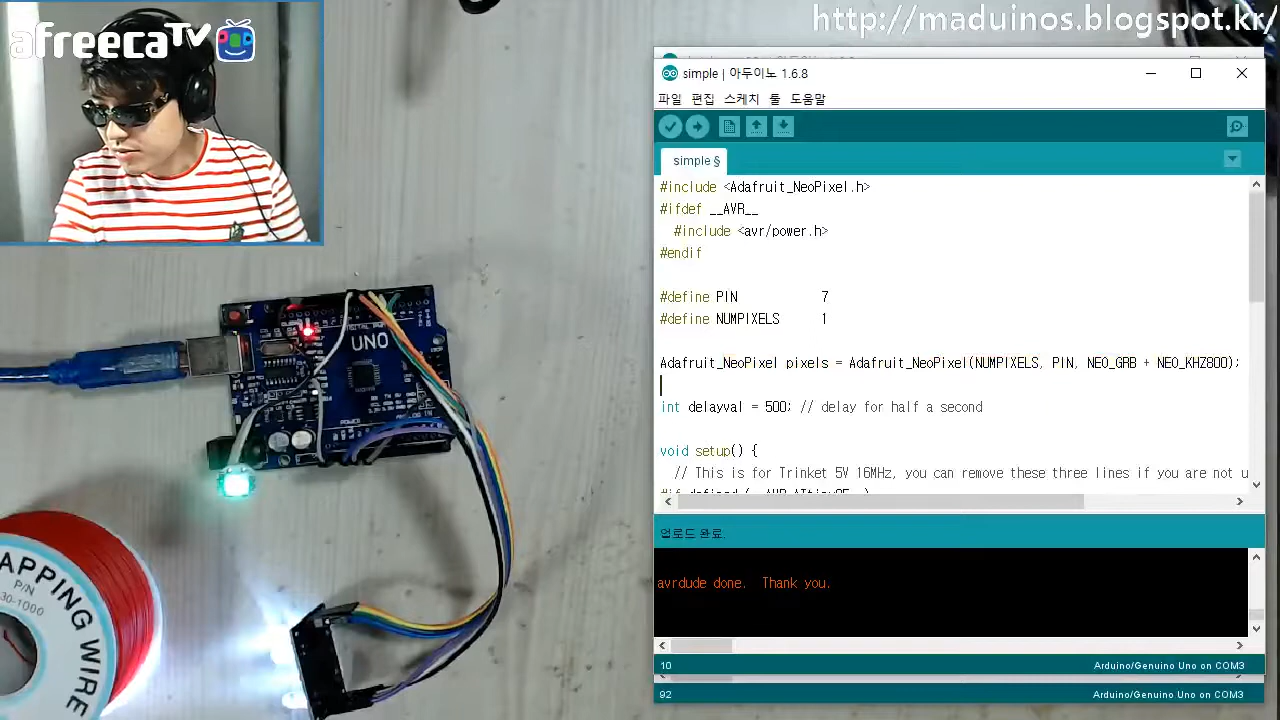 afreecaTV
http://maduinos.blogspot.kr/
simple | 아두이노 1.6.8
파일 편집 스케치 툴 도움말
simple §
#include <Adafruit_NeoPixel.h>
#ifdef __AVR__
#include <avr/power.h>
#endif
#define PIN 7
#define NUMPIXELS 1
Adafruit_NeoPixel pixels = Adafruit_NeoPixel(NUMPIXELS, PIN, NEO_GRB + NEO_KHZ800);
int delayval = 500; // delay for half a second
void setup() {
// This is for Trinket 5V 16MHz, you can remove these three lines if you are not u
업로드 완료.
avrdude done. Thank you.
10
Arduino/Genuino Uno on COM3
92
Arduino/Genuino Uno on COM3
UNO
POWER
APPING WIRE
P/N
30-1000